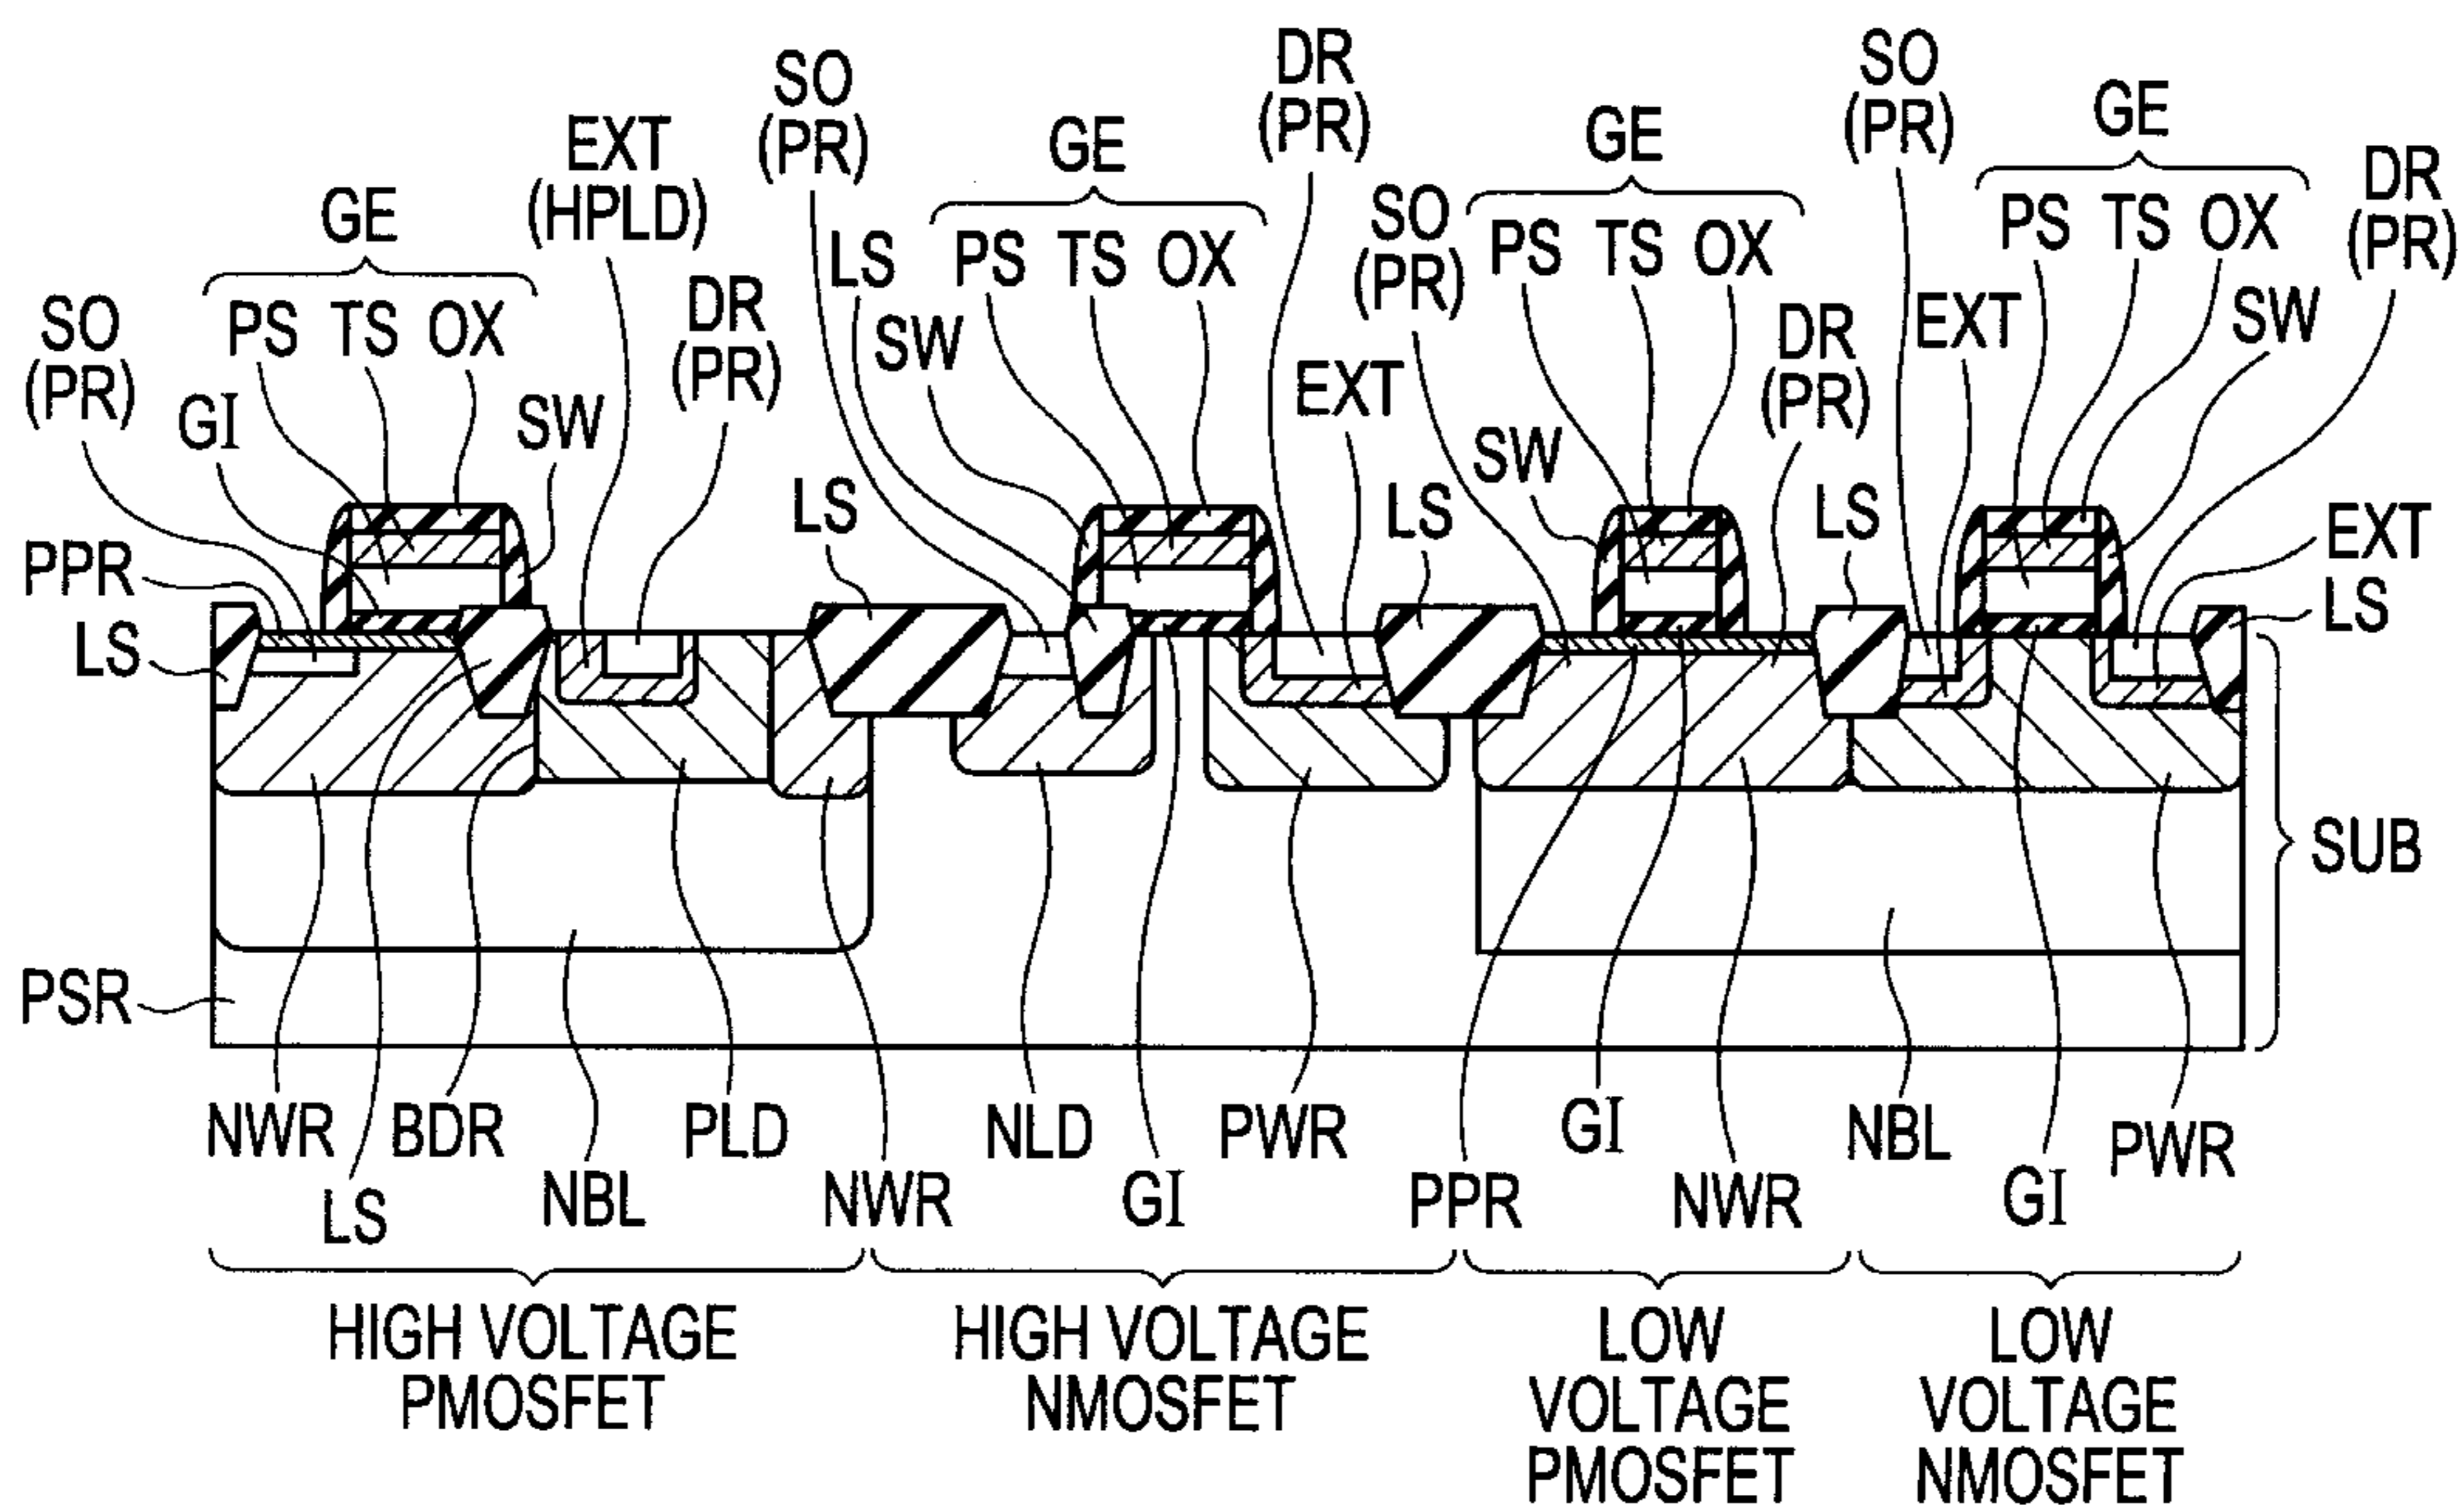 SO
(PR)
DR
(PR)
SO
(PR)
EXT
(HPLD)
GE
GE
GE
DR
(PR)
GE
PS TS OX
SO
(PR)
PS TS OX
PS TS OX
LS
SW
EXT
SW
DR
(PR)
SO
(PR)
PS TS OX
DR
(PR)
EXT
GI
SW
SW
LS
LS
LS
EXT
LS
PPR
LS
SUB
PSR
NWR
BDR
PLD
NLD
PWR
GI
NBL
PWR
LS
NBL
NWR
GI
PPR
NWR
GI
HIGH VOLTAGE
PMOSFET
HIGH VOLTAGE
NMOSFET
LOW
VOLTAGE
PMOSFET
LOW
VOLTAGE
NMOSFET